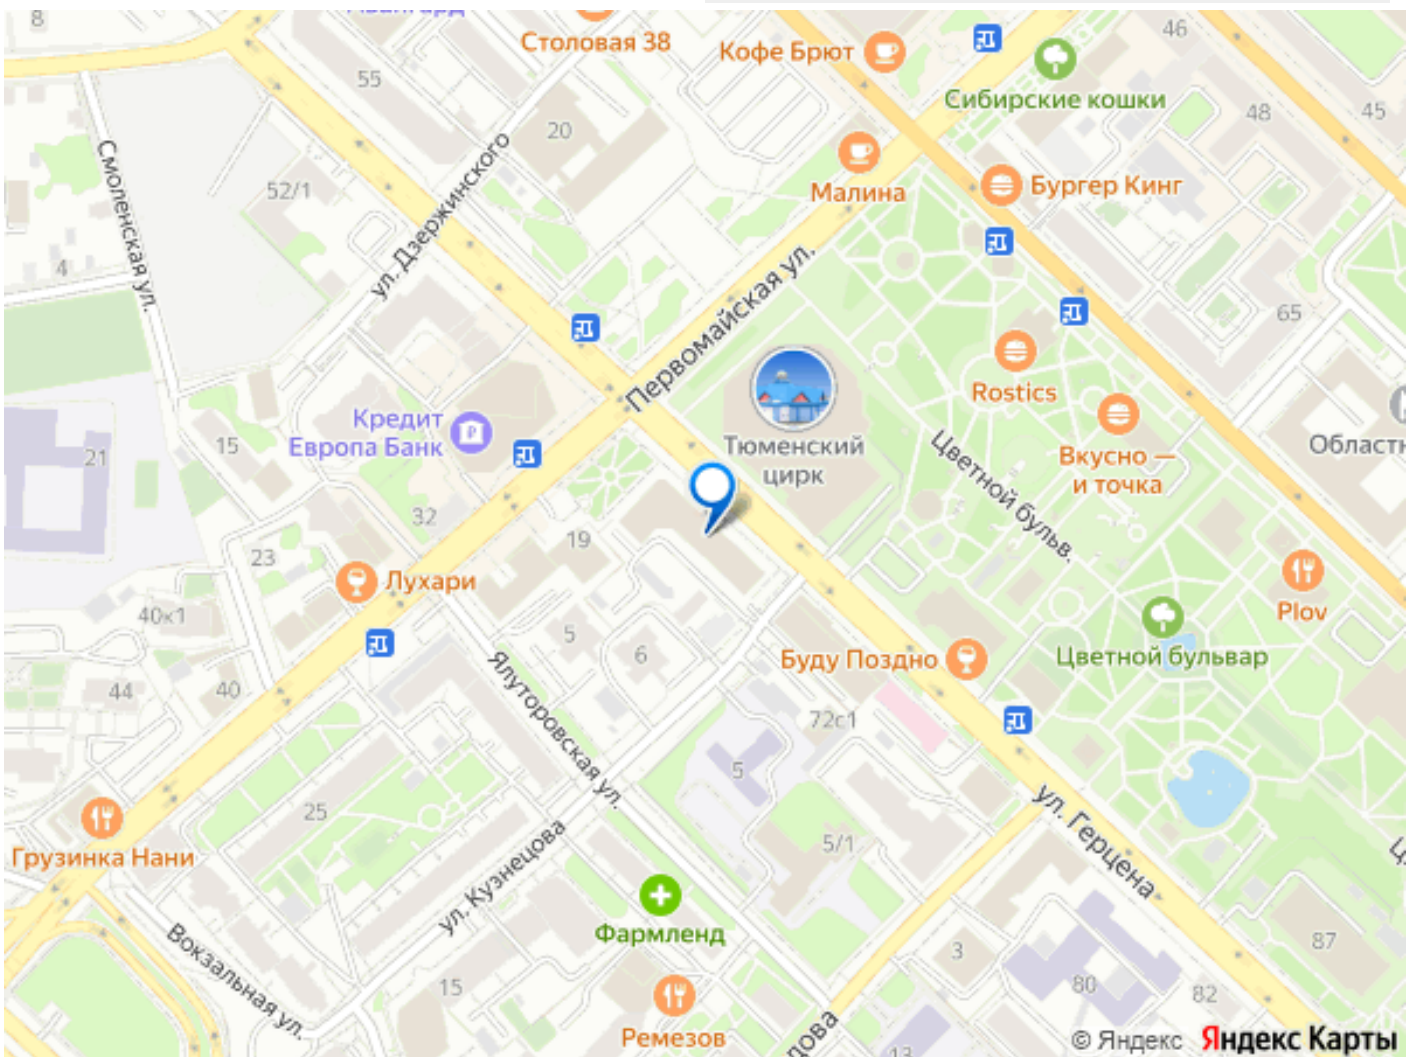 8
Столовая 38
Кофе Брют
46
Сибирские кошки
55
48
45
20
Малина
Бургер Кинг
52/1
Смоленская ул.
ул. Дзержинского
4
Первомайская ул.
65
Rostics
Кредит
Европа Банк
15
21
Тюменский
цирк
Цветной бульв.
Вкусно —
и точка
32
23
19
Лухари
Plov
40к1
5
6
Буду Поздно
Цветной бульвар
44
40
Ялуторовская ул.
72с1
5
25
ул. Герцена
5/1
Грузинка Нани
ул. Кузнецова
Фармленд
Вокзальная ул.
3
87
15
80
82
Ремезов
13
© Яндекс Яндекс Карты